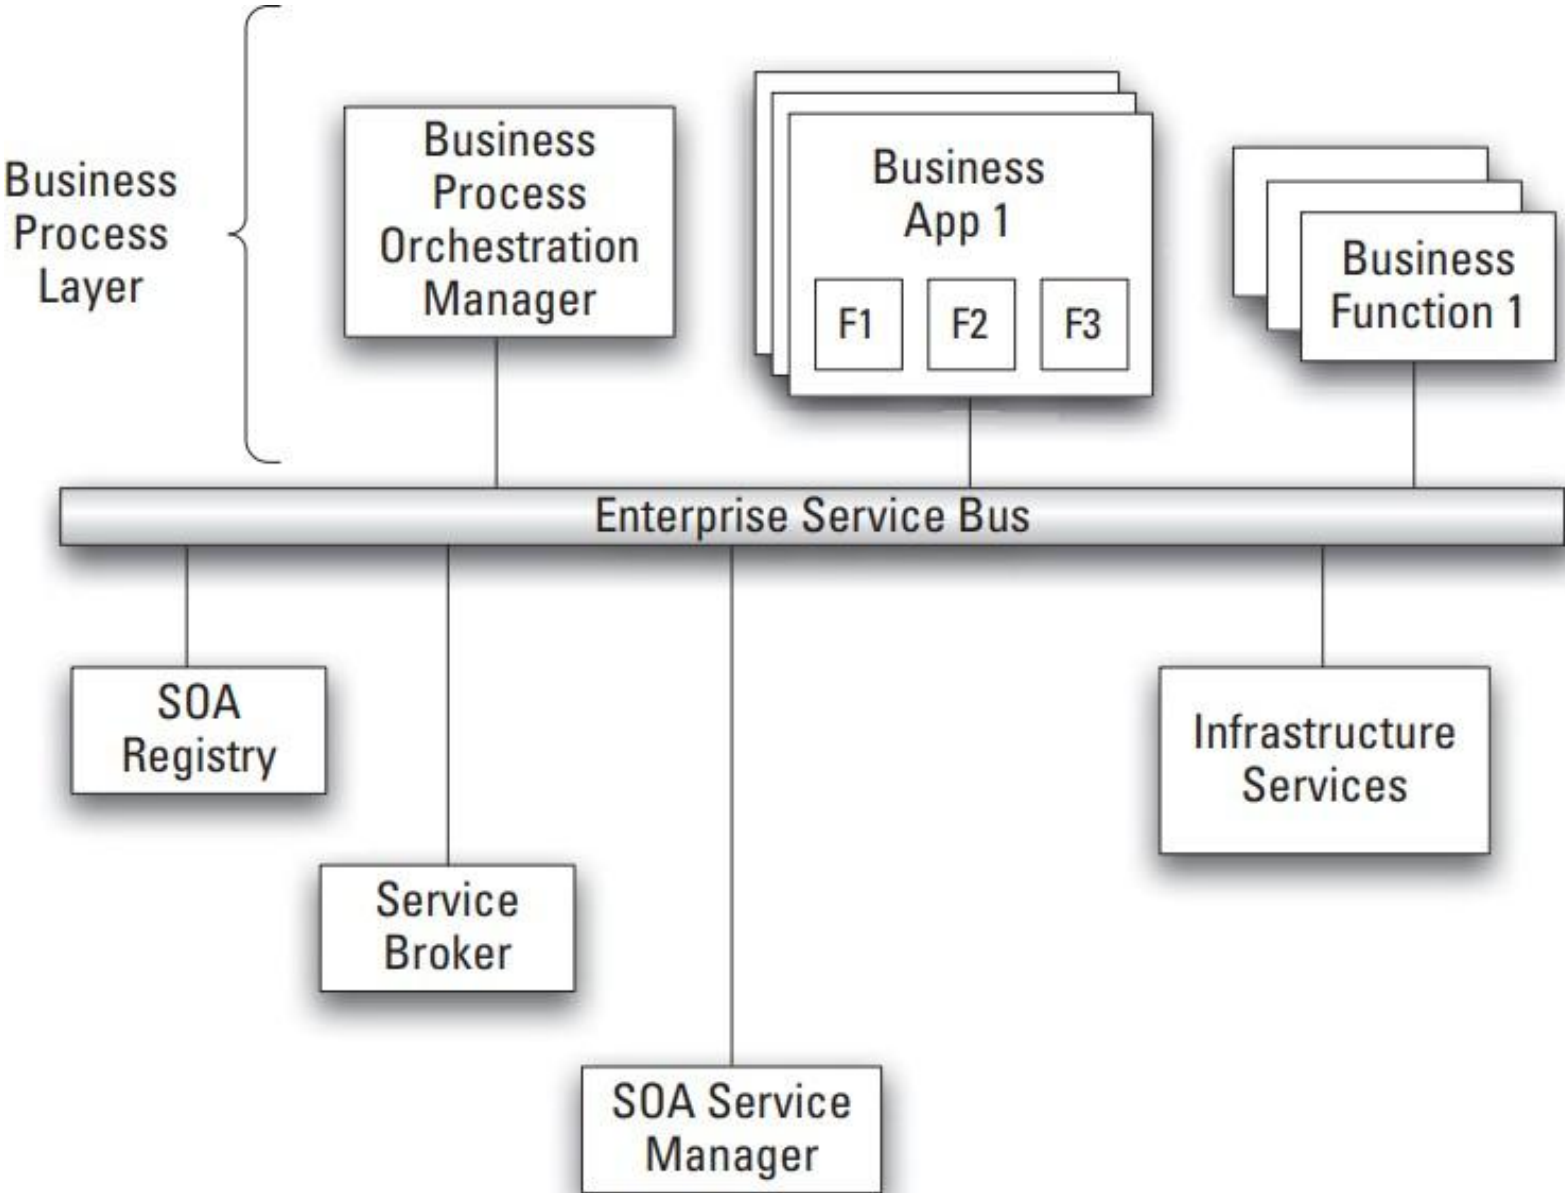 Business
Process
Layer
Business
Process
Orchestration
Manager
Business
App 1
F1
F2
F3
Business
Function 1
Enterprise Service Bus
SOA
Registry
Infrastructure
Services
Service
Broker
SOA Service
Manager